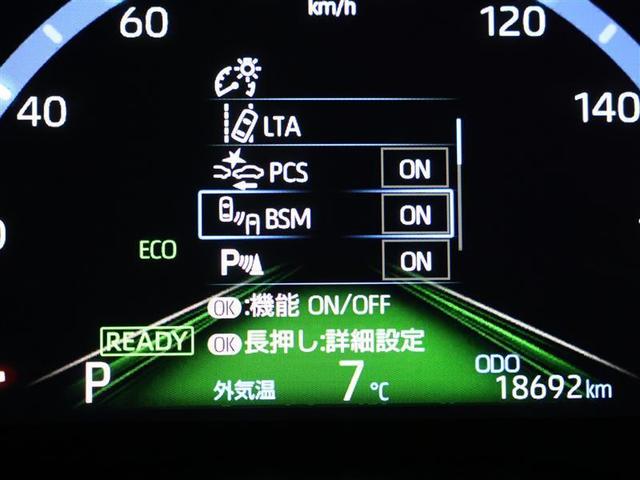 km/h
60
120
40
140
LTA
PCS ON
BSM ON
P ON
ECO
OK:機能 ON/OFF
READY
OK長押し:詳細設定
P
外気温 7℃
ODO
18692km